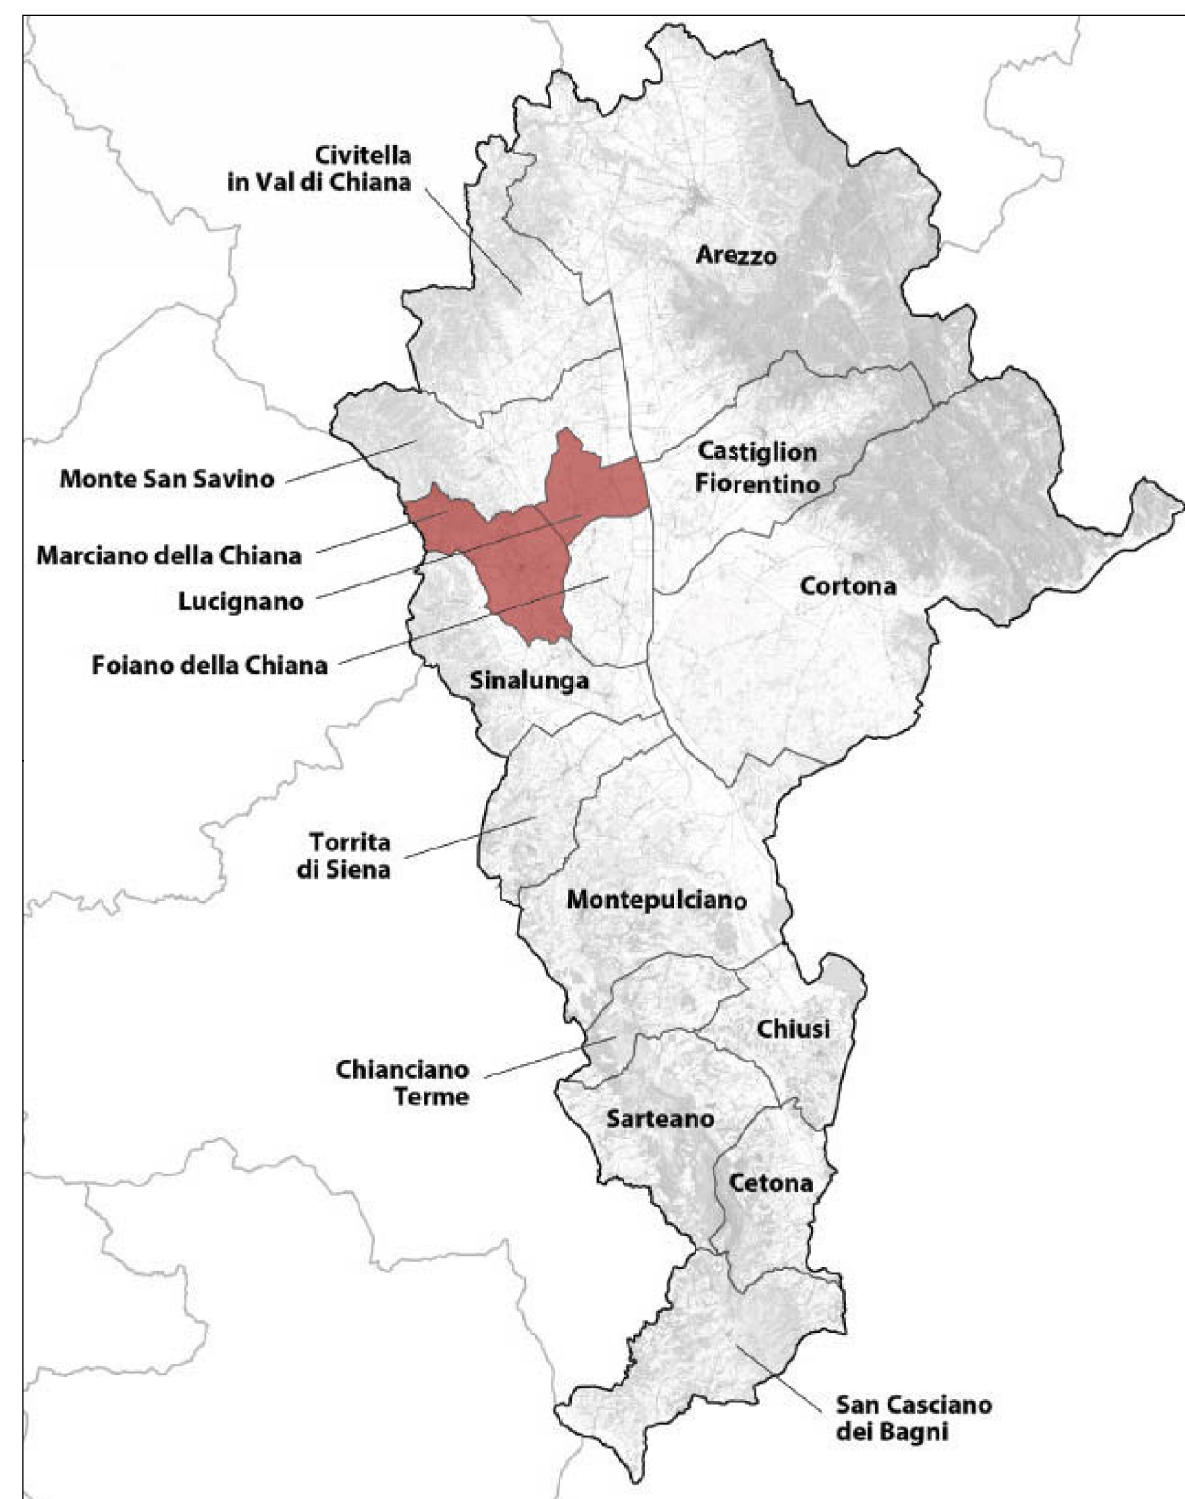 Civitella
in Val di Chiana
Arezzo
Monte San Savino
Castiglion
Fiorentino
Marciano della Chiana
Cortona
Lucignano
Foiano della Chiana
Sinalunga
Torrita
di Siena
Montepulciano
Chiusi
Chianciano
Terme
Sarteano
Cetona
San Casciano
dei Bagni